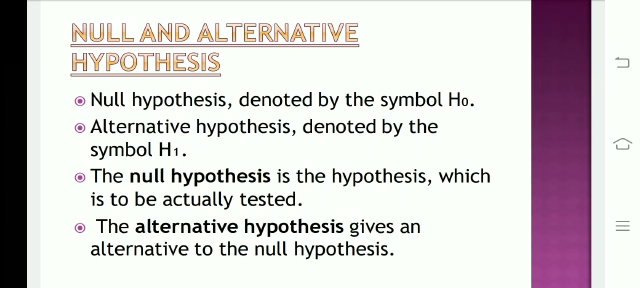 NULL AND ALTERNATIVE
HYPOTHESIS
Null hypothesis, denoted by the symbol H₀.
Alternative hypothesis, denoted by the
symbol H₁.
The null hypothesis is the hypothesis, which
is to be actually tested.
The alternative hypothesis gives an
alternative to the null hypothesis.